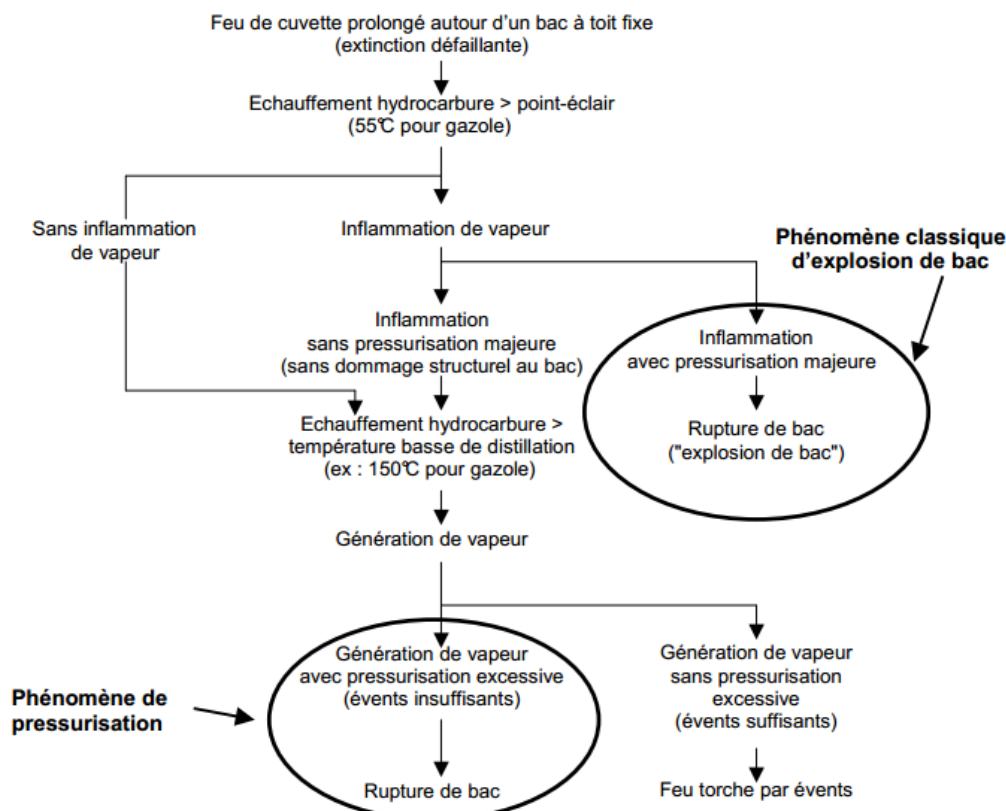 Feu de cuvette prolongé autour d'un bac à toit fixe
(extinction défaillante)
Echauffement hydrocarbure > point-éclair
(55℃ pour gazole)
Sans inflammation
de vapeur
Inflammation de vapeur
Phénomène classique
d'explosion de bac
Inflammation
sans pressurisation majeure
(sans dommage structurel au bac)
Inflammation
avec pressurisation majeure
Rupture de bac
("explosion de bac")
Echauffement hydrocarbure >
température basse de distillation
(ex : 150℃ pour gazole)
Génération de vapeur
Génération de vapeur
avec pressurisation excessive
(évents insuffisants)
Génération de vapeur
sans pressurisation
excessive
(évents suffisants)
Phénomène de
pressurisation
Rupture de bac
Feu torche par évents